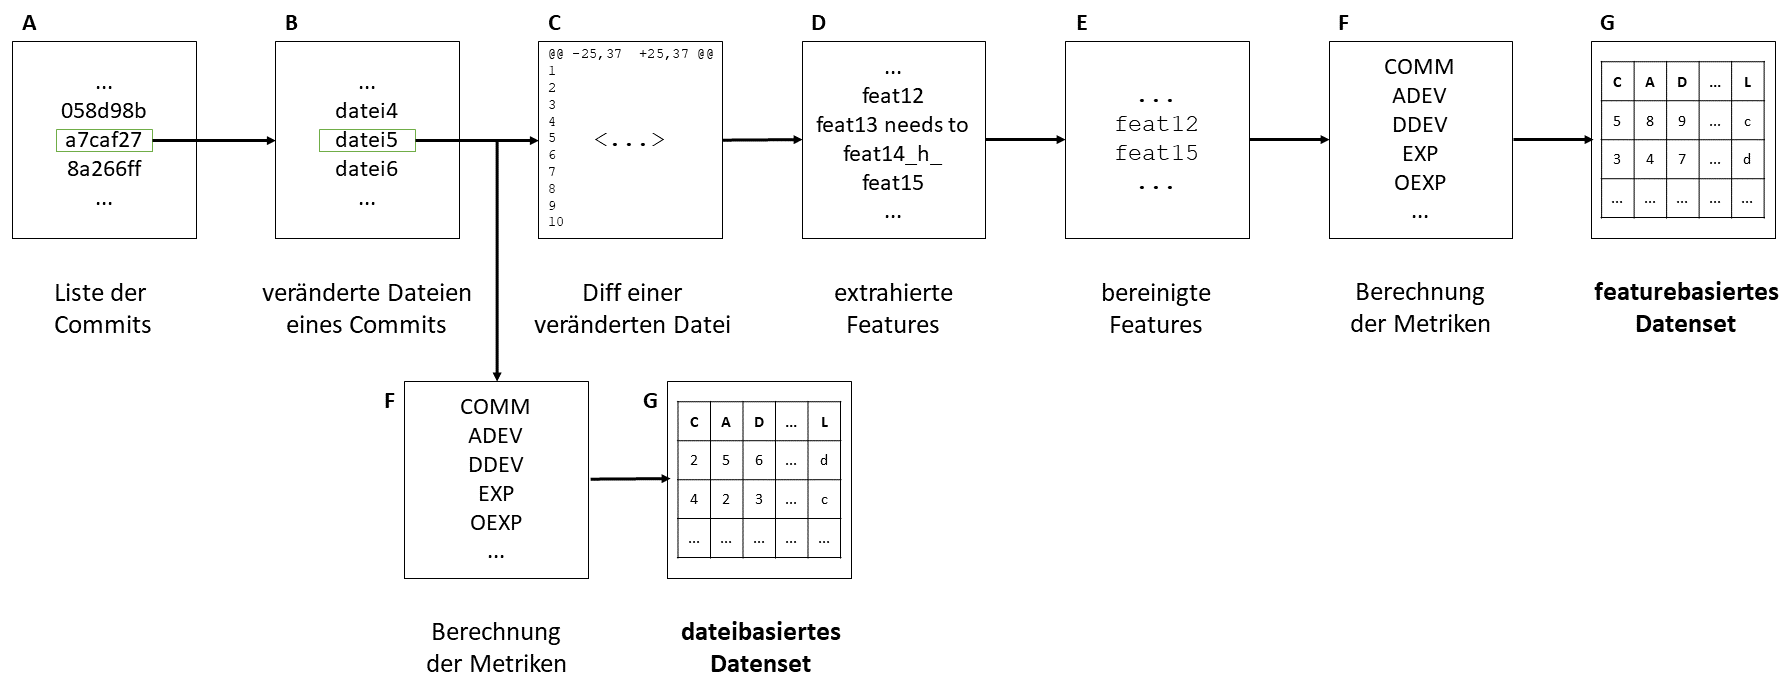 A
...
058d98b
a7caf27
8a266ff
...
Liste der
Commits
B
...
datei4
datei5
datei6
...
veränderte Dateien
eines Commits
C
@@ -25,37 +25,37 @@
1
2
3
4
5
6
7
8
9
10
<...>
Diff einer
veränderten Datei
D
...
feat12
feat13 needs to
feat14_h_
feat15
...
extrahierte
Features
E
...
feat12
feat15
...
bereinigte
Features
F
COMM
ADEV
DDEV
EXP
OEXP
...
Berechnung
der Metriken
G
C A D ... L
5 8 9 ... c
3 4 7 ... d
... ... ... ... ...
featurebasiertes
Datenset
F
COMM
ADEV
DDEV
EXP
OEXP
...
Berechnung
der Metriken
G
C A D ... L
2 5 6 ... d
4 2 3 ... c
... ... ... ... ...
dateibasiertes
Datenset